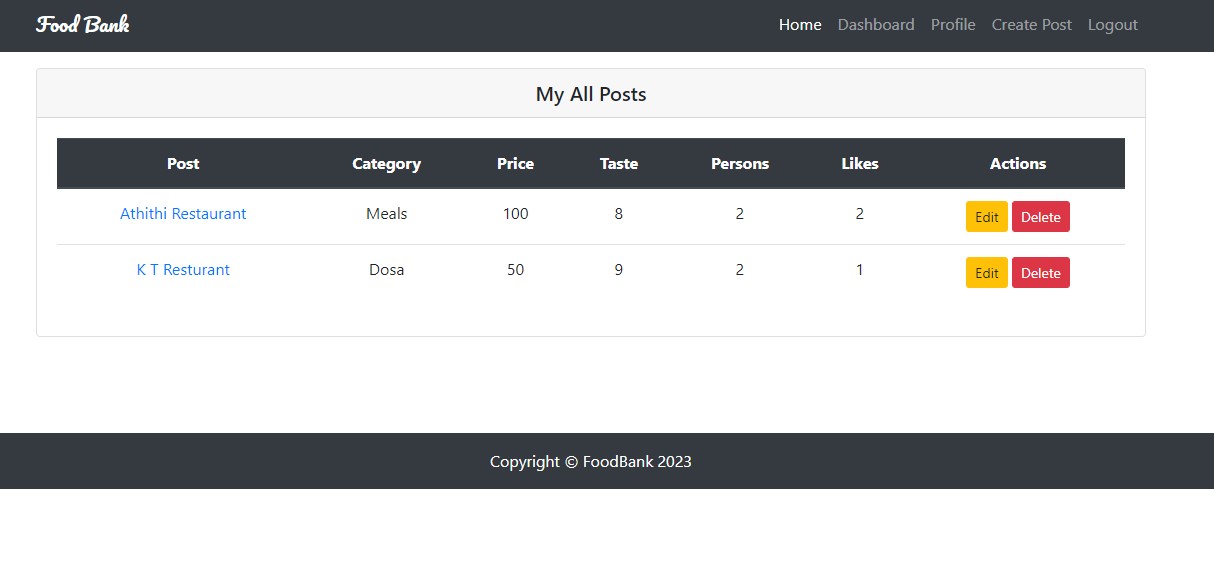 Food Bank Home Dashboard Profile Create Post Logout
My All Posts
Post Category Price Taste Persons Likes Actions
Athithi Restaurant Meals 100 8 2 2 Edit Delete
K T Resturant Dosa 50 9 2 1 Edit Delete
Copyright © FoodBank 2023